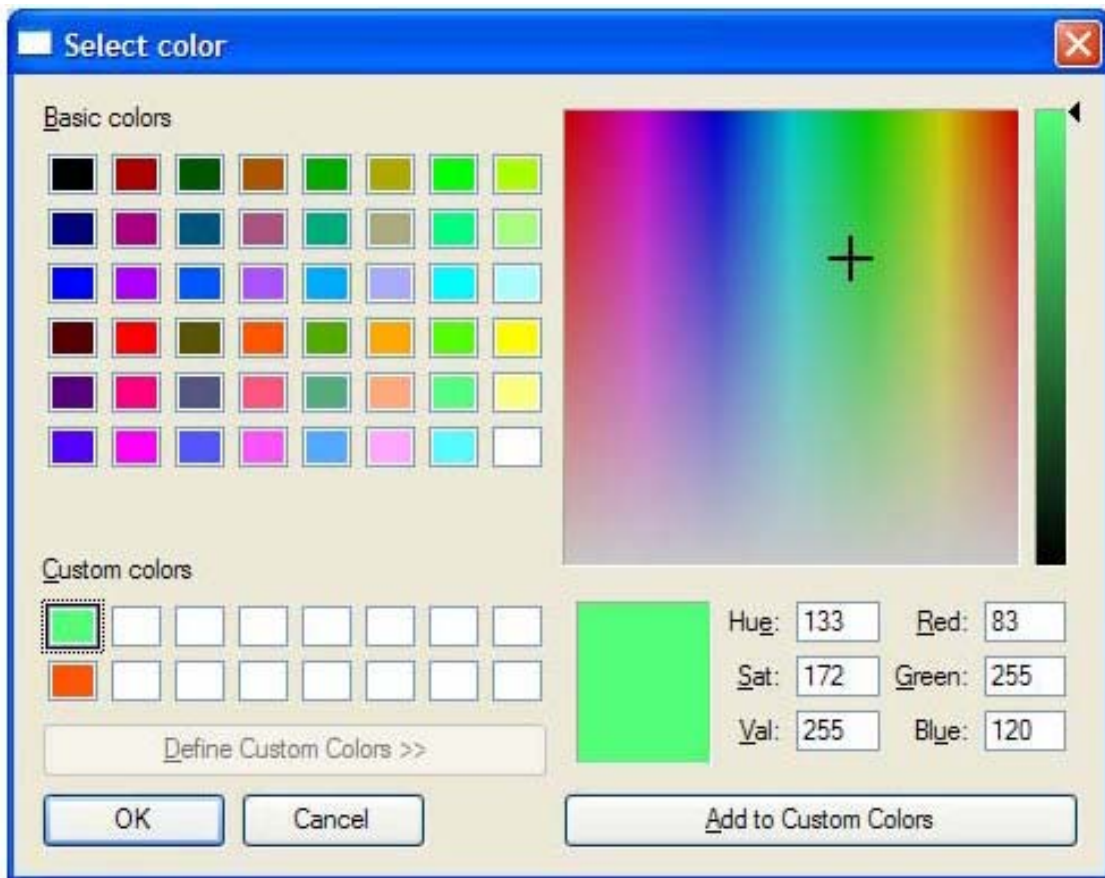 Select color
Basic colors
Custom colors
Hue: 133 Red: 83
Sat: 172 Green: 255
Val: 255 Blue: 120
Define Custom Colors >>
OK Cancel Add to Custom Colors